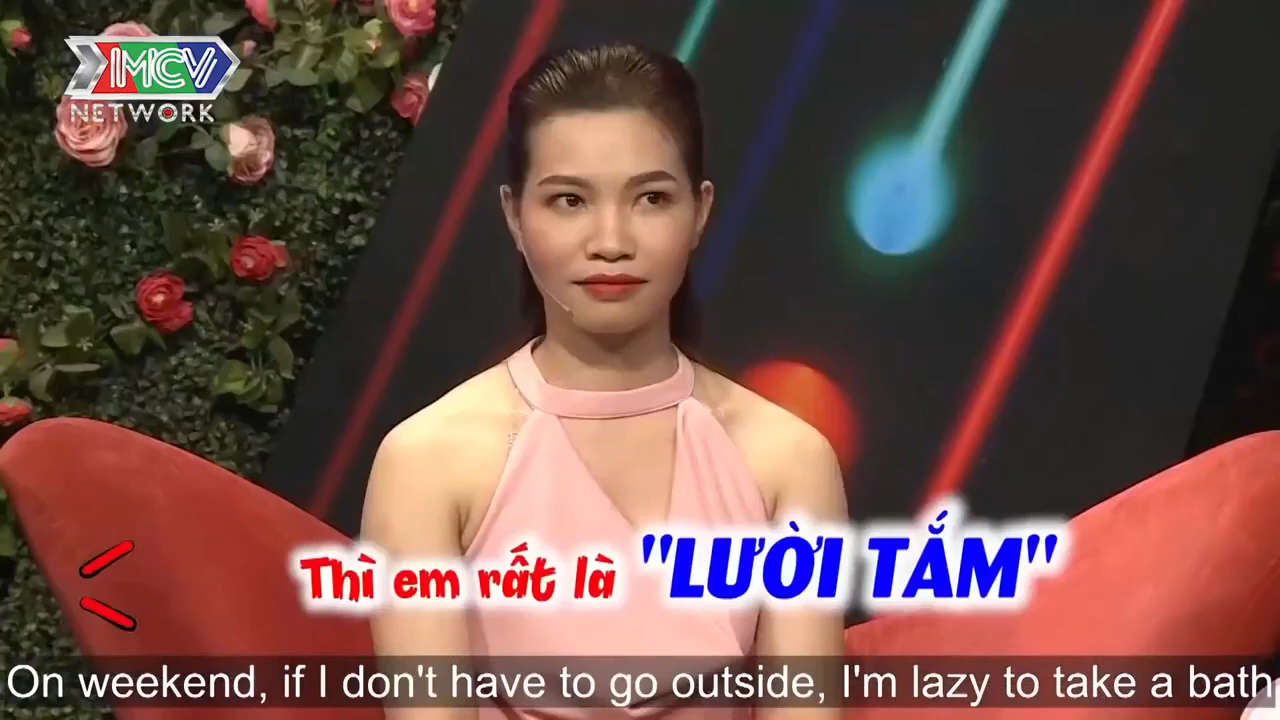 MCV
NETWORK
Thì em rất là "LƯỜI TẮM"
On weekend, if I don't have to go outside, I'm lazy to take a bath